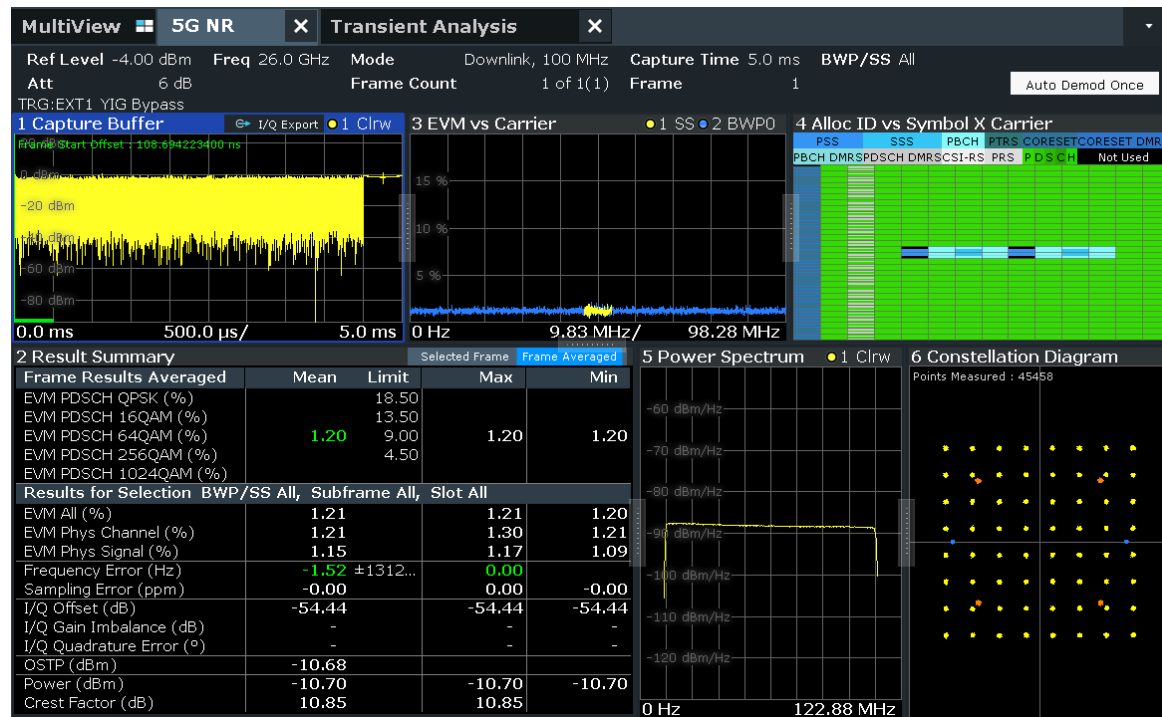 MultiView 5G NR X Transient Analysis X
Ref Level -4.00 dBm Freq 26.0 GHz Mode Downlink, 100 MHz Capture Time 5.0 ms BWP/SS All
Att 6 dB Frame Count 1 of 1(1) Frame 1 Auto Demod Once
TRG:EXT1 YIG Bypass
1 Capture Buffer I/Q Export 1 Clrw
Frame Start Offset : 108.694223400 ns
0 dBm
-20 dBm
-40 dBm
-60 dBm
-80 dBm
0.0 ms 500.0 µs/ 5.0 ms
3 EVM vs Carrier 1 SS 2 BWP0
15 %
10 %
5 %
0 Hz 9.83 MHz/ 98.28 MHz
4 Alloc ID vs Symbol X Carrier
PSS SSS PBCH PTRS CORESET CORESET DMR
PBCH DMRS PDSCH DMRS CSI-RS PRS PDSCH Not Used
2 Result Summary Selected Frame Frame Averaged
Frame Results Averaged Mean Limit Max Min
EVM PDSCH QPSK (%) 18.50
EVM PDSCH 16QAM (%) 13.50
EVM PDSCH 64QAM (%) 1.20 9.00 1.20 1.20
EVM PDSCH 256QAM (%) 4.50
EVM PDSCH 1024QAM (%)
Results for Selection BWP/SS All, Subframe All, Slot All
EVM All (%) 1.21 1.21 1.20
EVM Phys Channel (%) 1.21 1.30 1.21
EVM Phys Signal (%) 1.15 1.17 1.09
Frequency Error (Hz) -1.52 ±1312... 0.00
Sampling Error (ppm) -0.00 0.00 -0.00
I/Q Offset (dB) -54.44 -54.44 -54.44
I/Q Gain Imbalance (dB) - - -
I/Q Quadrature Error (º) - - -
OSTP (dBm) -10.68
Power (dBm) -10.70 -10.70 -10.70
Crest Factor (dB) 10.85 10.85
5 Power Spectrum 1 Clrw
-60 dBm/Hz
-70 dBm/Hz
-80 dBm/Hz
-90 dBm/Hz
-100 dBm/Hz
-110 dBm/Hz
-120 dBm/Hz
0 Hz 122.88 MHz
6 Constellation Diagram
Points Measured : 45458